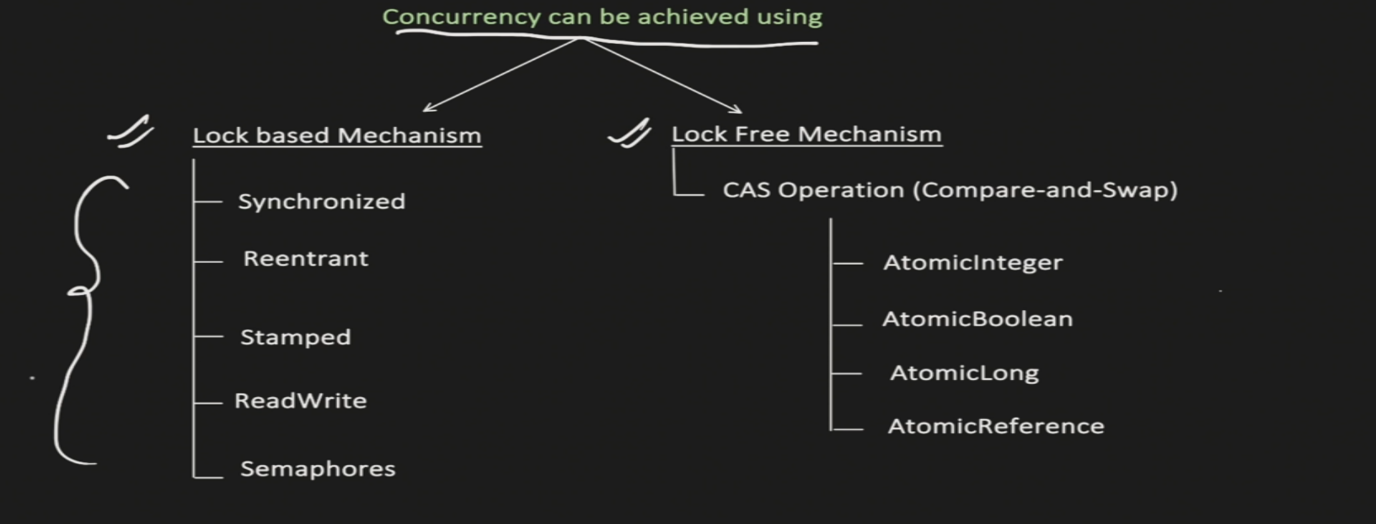 Concurrency can be achieved using
Lock based Mechanism
Synchronized
Reentrant
Stamped
ReadWrite
Semaphores
Lock Free Mechanism
CAS Operation (Compare-and-Swap)
AtomicInteger
AtomicBoolean
AtomicLong
AtomicReference